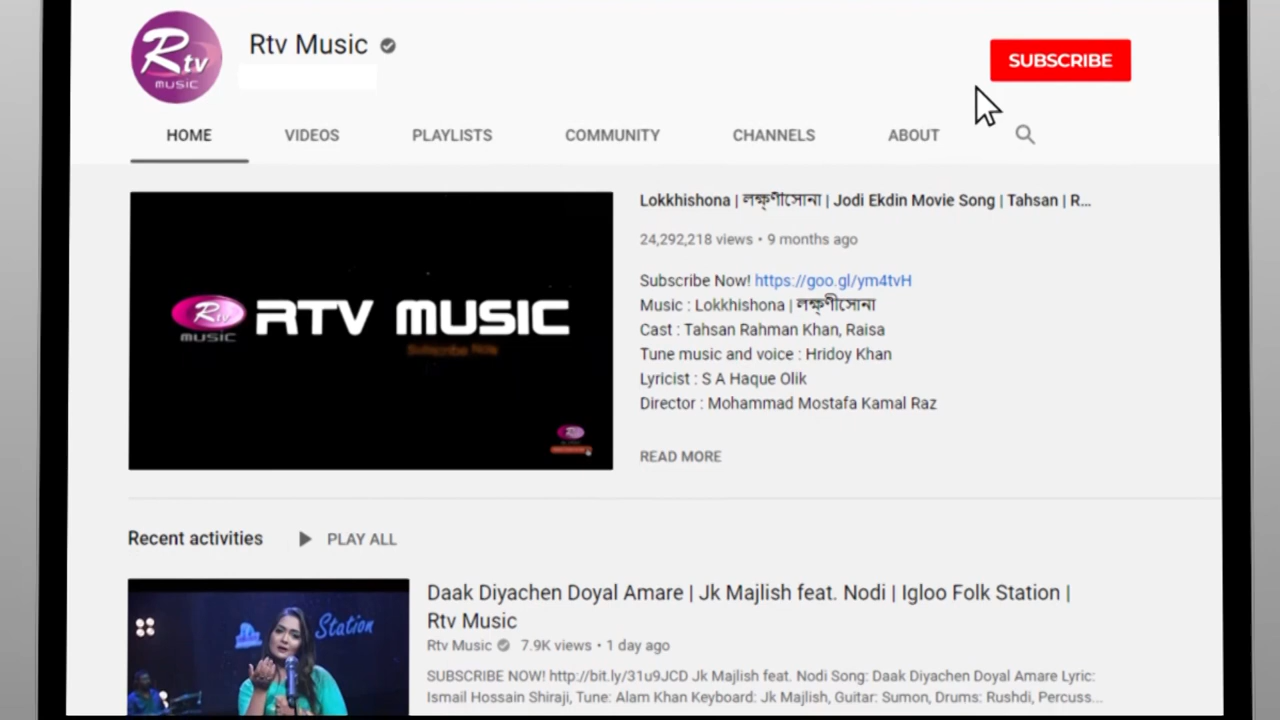 Rtv
MUSIC
Rtv Music
SUBSCRIBE
HOME
VIDEOS
PLAYLISTS
COMMUNITY
CHANNELS
ABOUT
Rtv
MUSIC
RTV MUSIC
Subscribe Now
Lokkhishona | লক্ষ্ণীসোনা | Jodi Ekdin Movie Song | Tahsan | R...
24,292,218 views • 9 months ago
Subscribe Now! https://goo.gl/ym4tvH
Music : Lokkhishona | লক্ষ্ণীসোনা
Cast : Tahsan Rahman Khan, Raisa
Tune music and voice : Hridoy Khan
Lyricist : S A Haque Olik
Director : Mohammad Mostafa Kamal Raz
READ MORE
Recent activities
PLAY ALL
Station
Daak Diyachen Doyal Amare | Jk Majlish feat. Nodi | Igloo Folk Station |
Rtv Music
Rtv Music 7.9K views • 1 day ago
SUBSCRIBE NOW! http://bit.ly/31u9JCD Jk Majlish feat. Nodi Song: Daak Diyachen Doyal Amare Lyric:
Ismail Hossain Shiraji, Tune: Alam Khan Keyboard: Jk Majlish, Guitar: Sumon, Drums: Rushdi, Percuss...